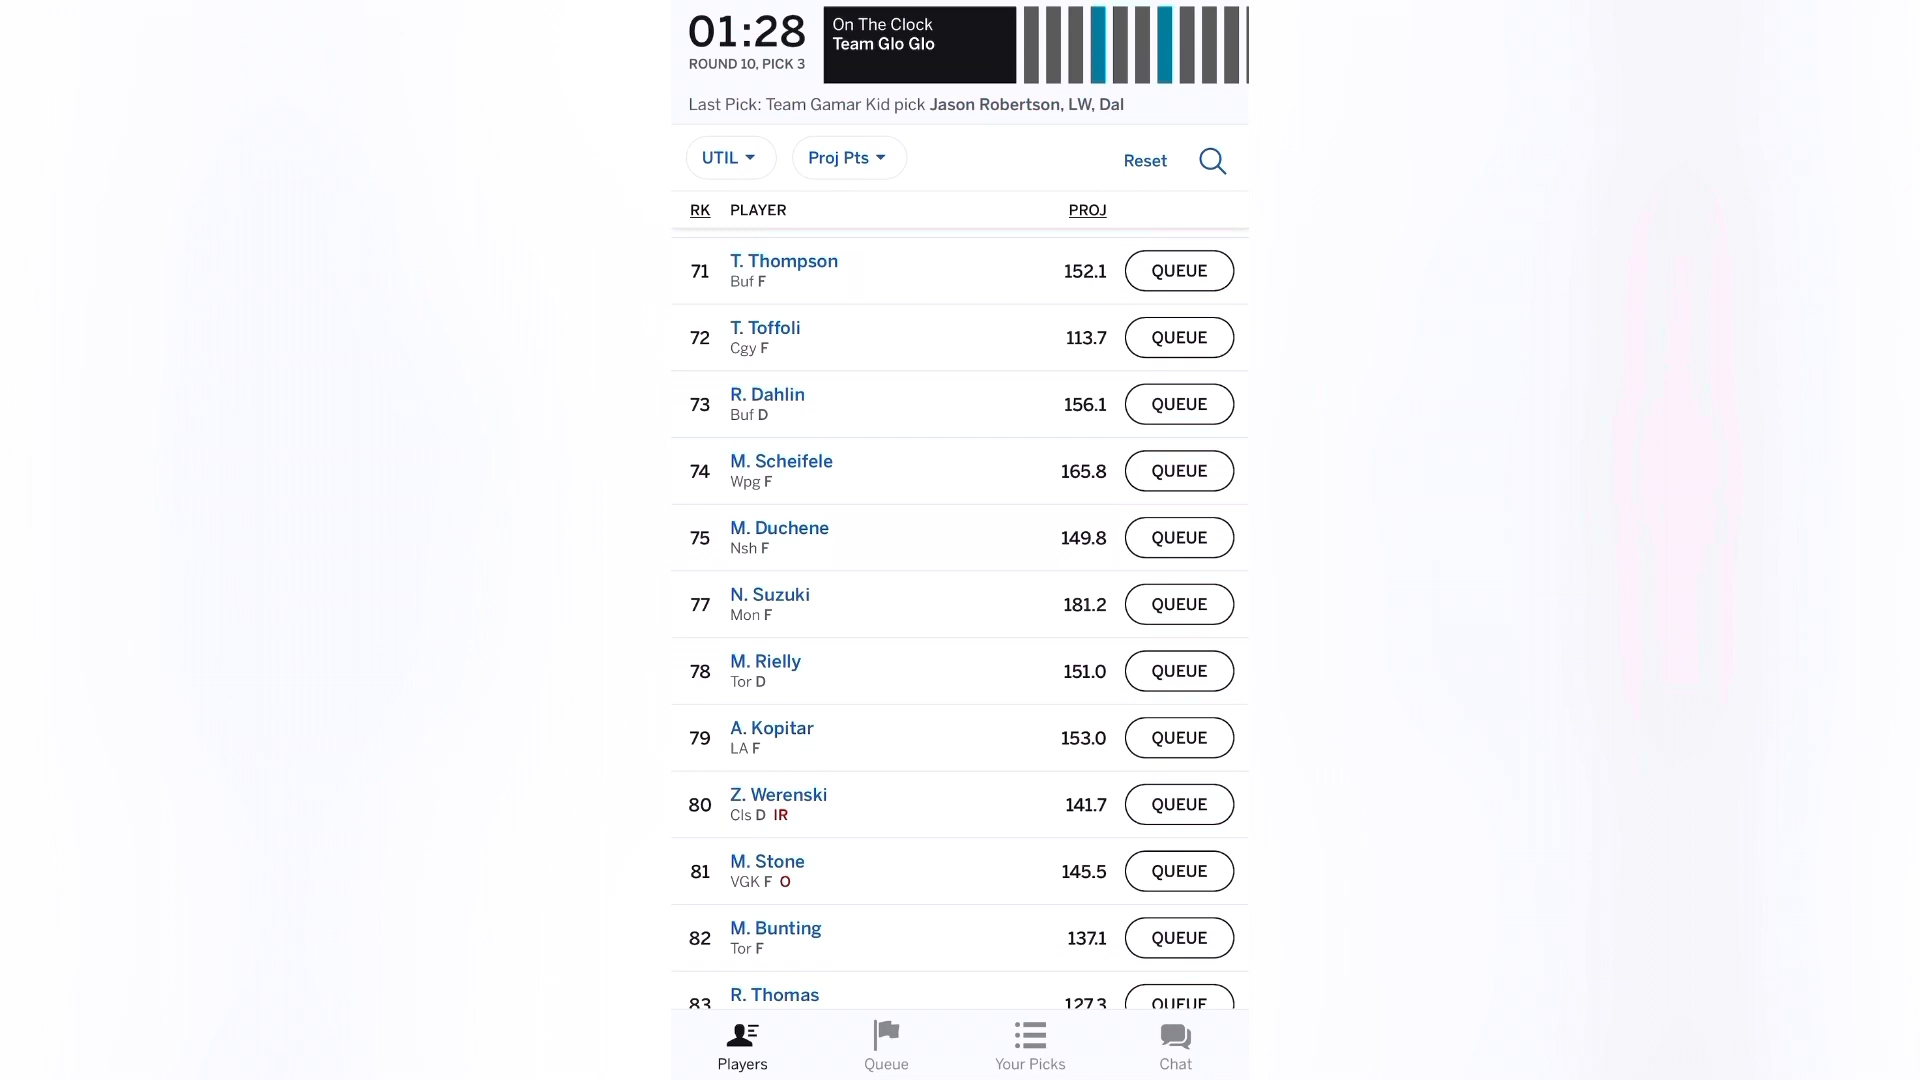 01:28
ROUND 10, PICK 3
On The Clock
Team Glo Glo
Last Pick: Team Gamar Kid pick Jason Robertson, LW, Dal
UTIL
Proj Pts
Reset
RK PLAYER PROJ
71 T. Thompson 152.1 QUEUE
Buf F
72 T. Toffoli 113.7 QUEUE
Cgy F
73 R. Dahlin 156.1 QUEUE
Buf D
74 M. Scheifele 165.8 QUEUE
Wpg F
75 M. Duchene 149.8 QUEUE
Nsh F
77 N. Suzuki 181.2 QUEUE
Mon F
78 M. Rielly 151.0 QUEUE
Tor D
79 A. Kopitar 153.0 QUEUE
LA F
80 Z. Werenski 141.7 QUEUE
Cls D IR
81 M. Stone 145.5 QUEUE
VGK F O
82 M. Bunting 137.1 QUEUE
Tor F
83 R. Thomas 127.3 QUEUE
Players Queue Your Picks Chat